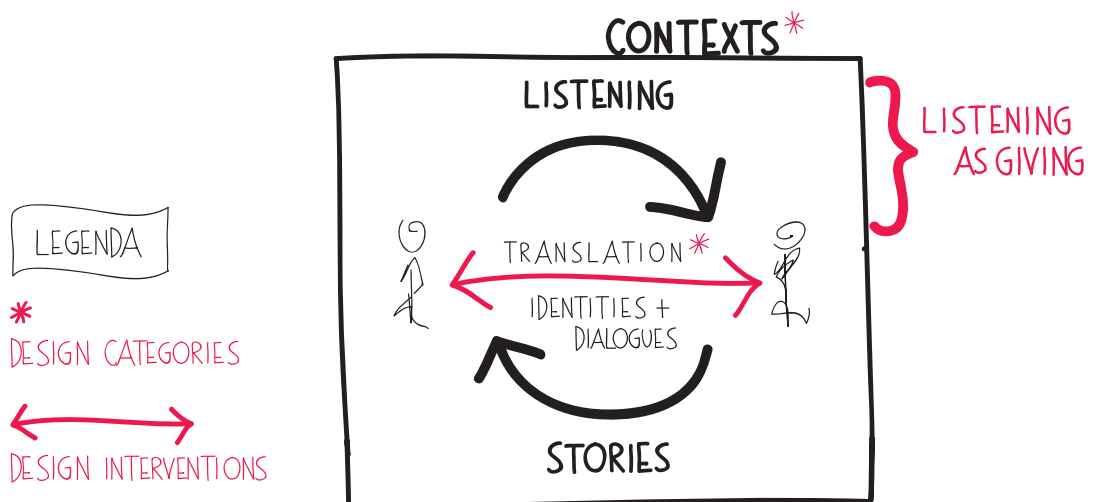 CONTEXTS*
LISTENING
LISTENING
AS GIVING
LEGENDA
TRANSLATION*
IDENTITIES +
DIALOGUES
*
DESIGN CATEGORIES
DESIGN INTERVENTIONS
STORIES